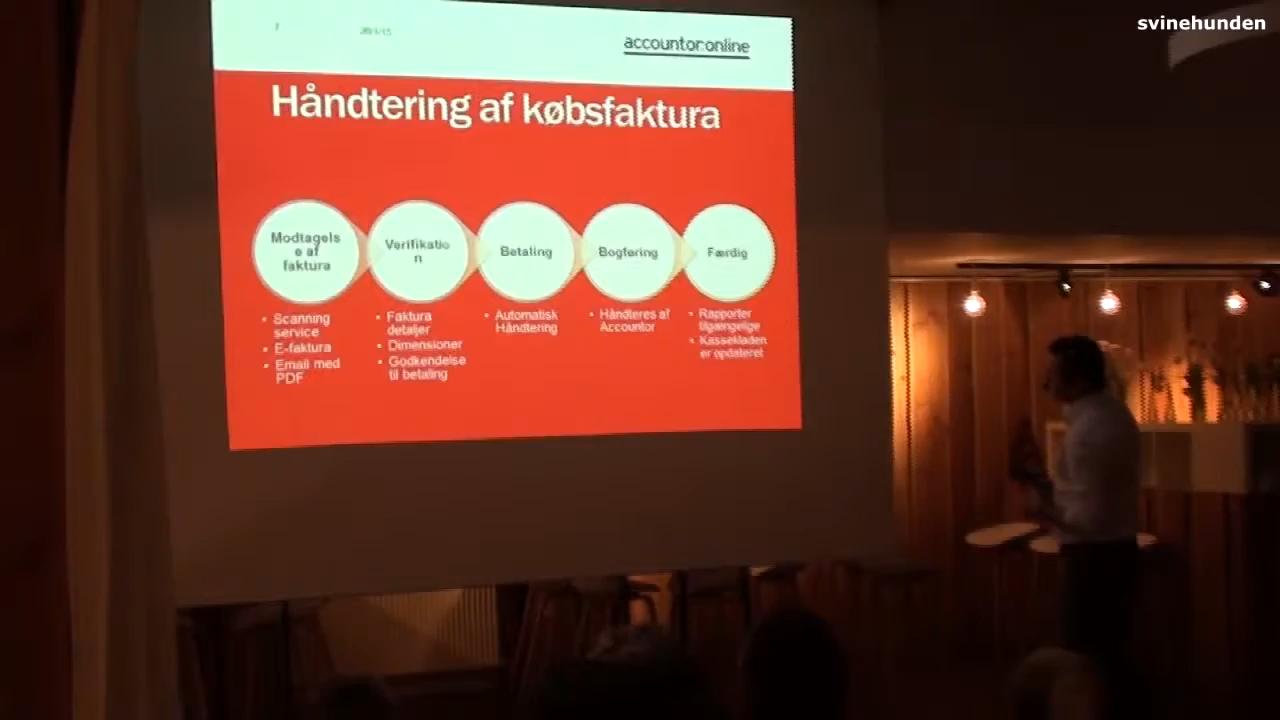 svinehunden
7
accountor:online
Håndtering af købsfaktura
Modtagels
e af
faktura
Verifikatio
n
Betaling
Bogføring
Færdig
• Scanning
service
• E-faktura
• Email med
PDF
• Faktura
detaljer
• Dimensioner
• Godkendelse
til betaling
• Automatisk
Håndtering
• Håndteres af
Accountor
• Rapporter
tilgængelige
• Kassekladen
er opdateret